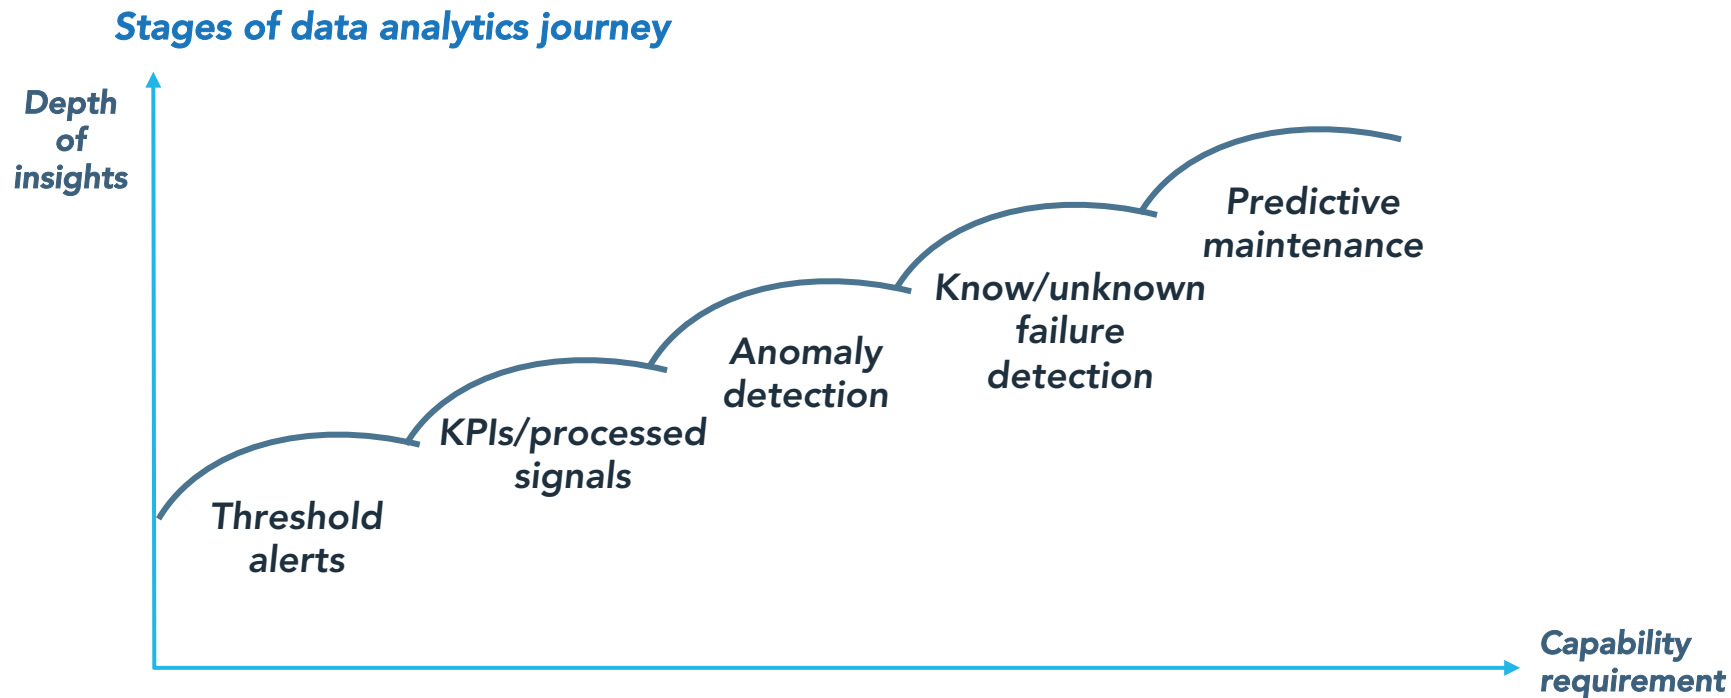 Stages of data analytics journey
Depth
of
insights
Predictive
maintenance
Know/unknown
failure
detection
Anomaly
detection
KPIs/processed
signals
Threshold
alerts
Capability
requirement